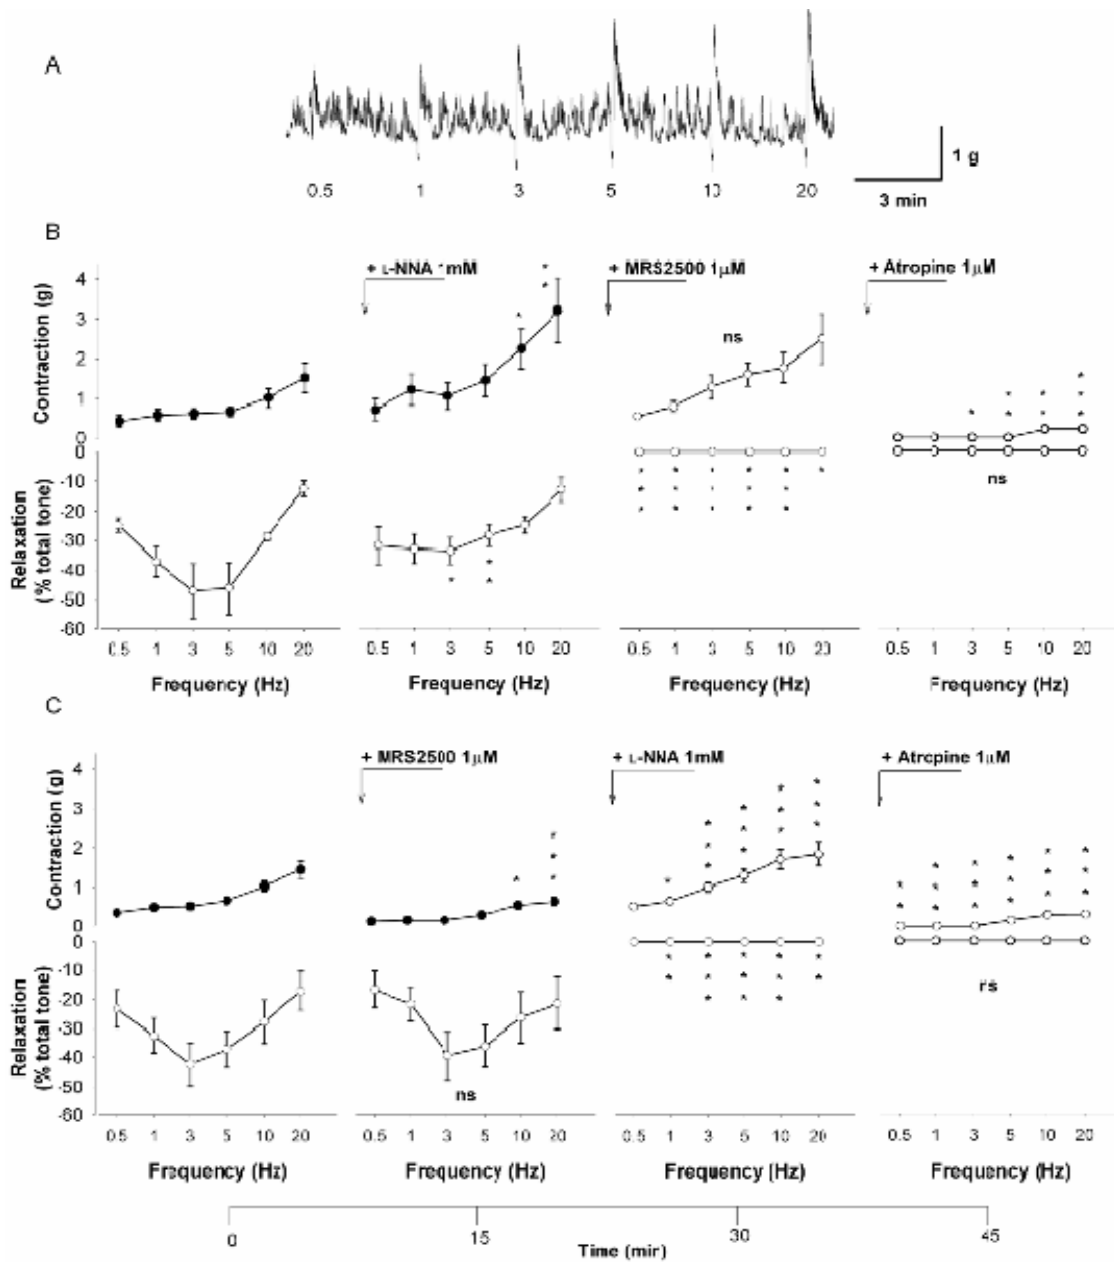 A
1 g
0.5 1 3 5 10 20
3 min
B
+ L-NNA 1mM
+ MRS2500 1µM
+ Atropine 1µM
Contraction (g)
4
3
2
1
0
ns
Relaxation
(% total tone)
0
-10
-20
-30
-40
-50
-60
ns
0.5 1 3 5 10 20
0.5 1 3 5 10 20
0.5 1 3 5 10 20
0.5 1 3 5 10 20
Frequency (Hz)
Frequency (Hz)
Frequency (Hz)
Frequency (Hz)
C
+ MRS2500 1µM
+ L-NNA 1mM
+ Atropine 1µM
Contraction (g)
4
3
2
1
0
Relaxation
(% total tone)
0
-10
-20
-30
-40
-50
-60
ns
ns
0.5 1 3 5 10 20
0.5 1 3 5 10 20
0.5 1 3 5 10 20
0.5 1 3 5 10 20
Frequency (Hz)
Frequency (Hz)
Frequency (Hz)
Frequency (Hz)
0 15 30 45
Time (min)